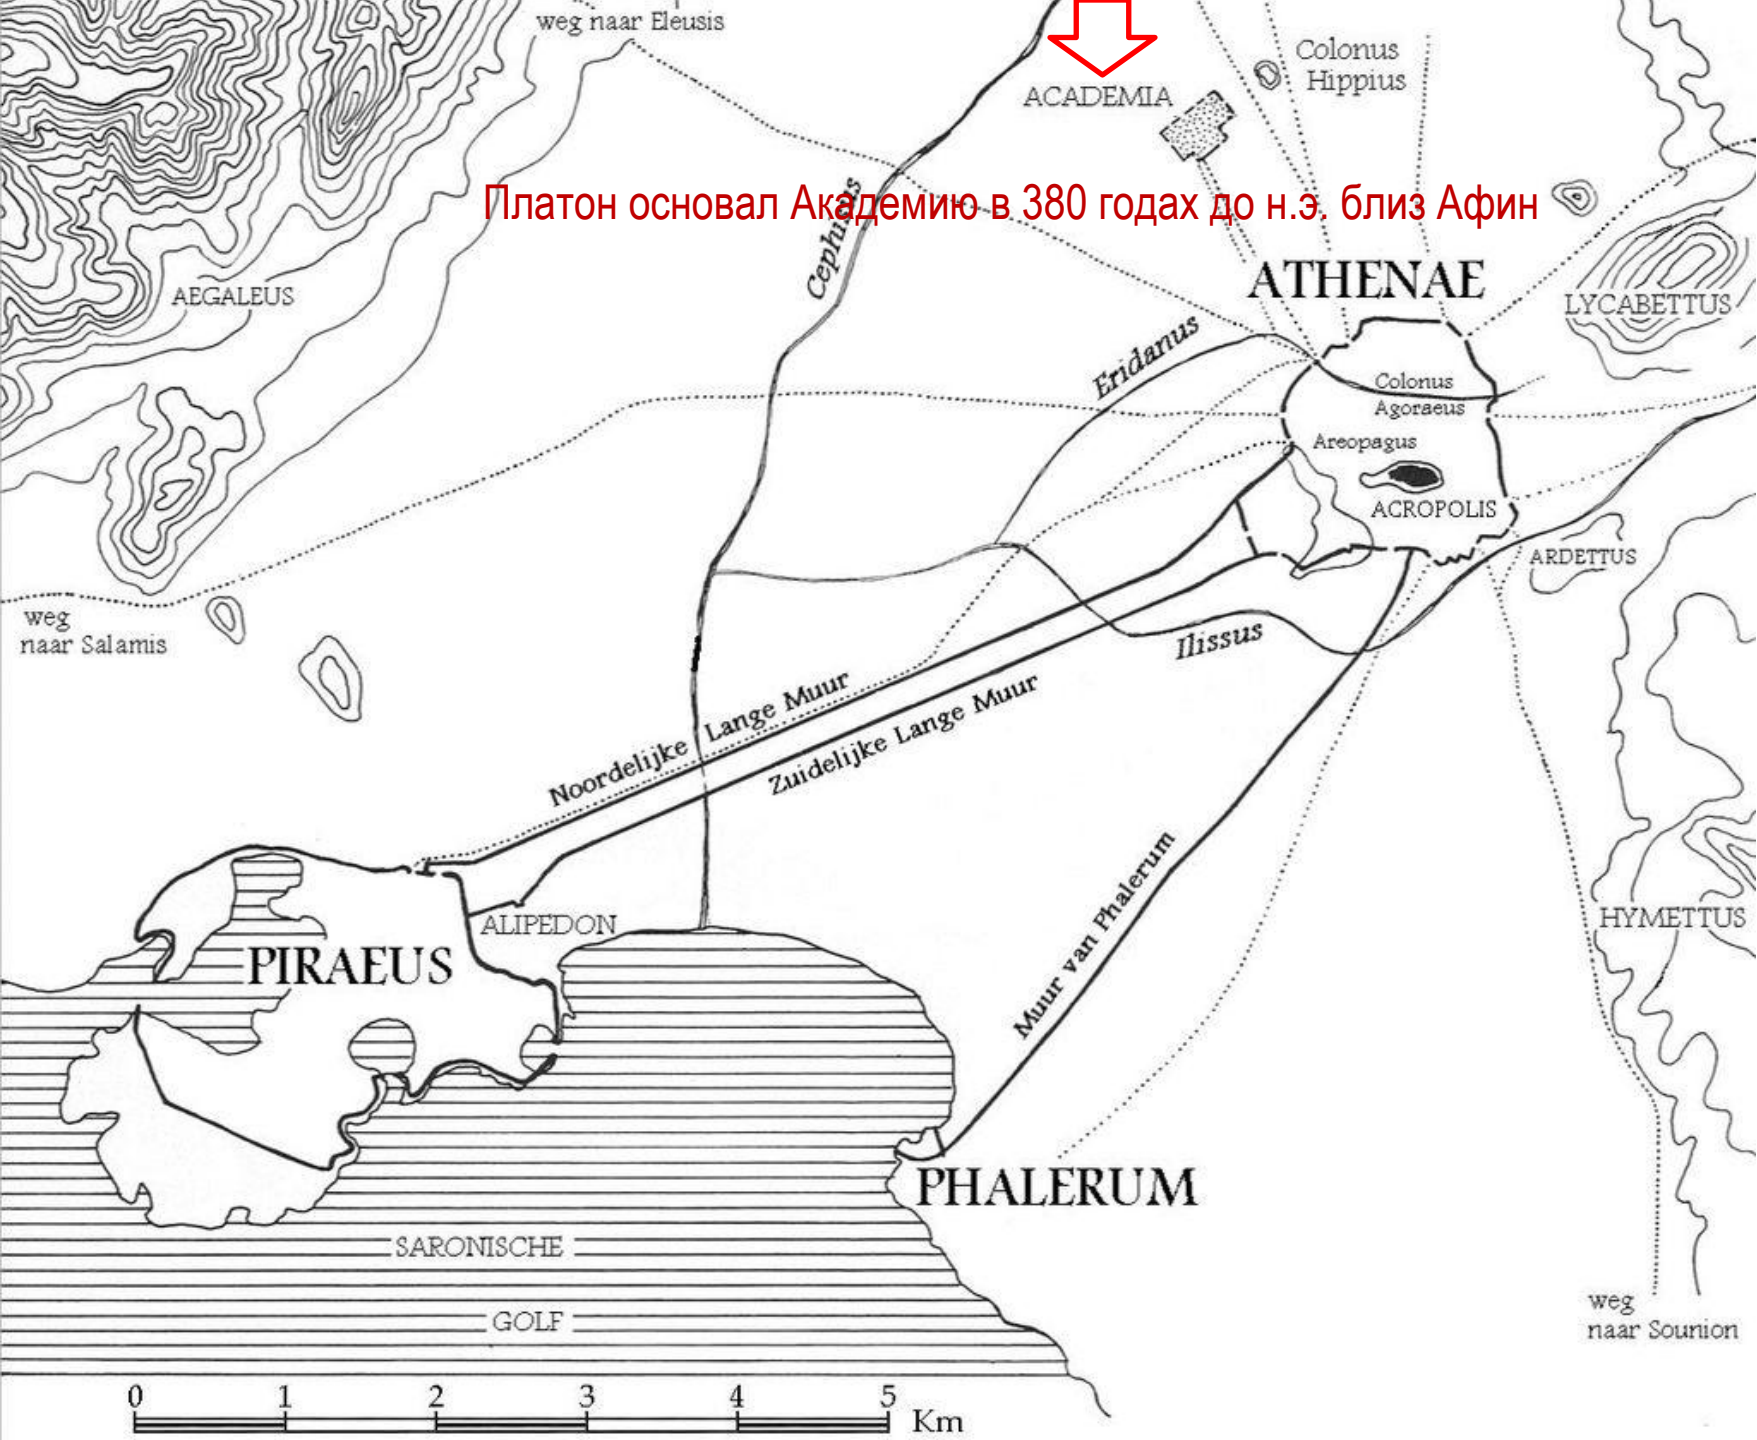 weg naar Eleusis
Colonus
Hippius
ACADEMIA
Платон основал Академию в 380 годах до н.э. близ Афин
Cephisus
ATHENAE
AEGALEUS
LYCABETTUS
Eridanus
Colonus
Agoraeus
Areopagus
ACROPOLIS
ARDETTUS
weg
naar Salamis
Ilissus
Noordelijke Lange Muur
Zuidelijke Lange Muur
Muur van Phalerum
HYMETTUS
ALIPEDON
PIRAEUS
PHALERUM
SARONISCHE
GOLF
weg
naar Sounion
0 1 2 3 4 5 Km